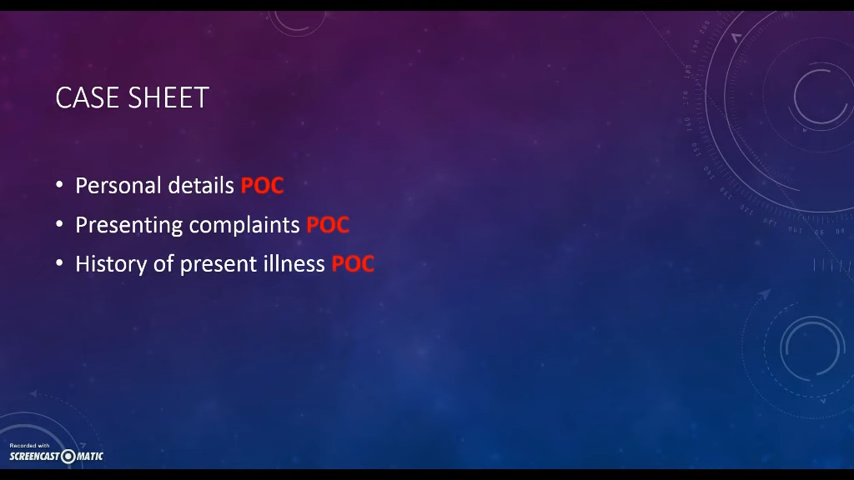 CASE SHEET
• Personal details POC
• Presenting complaints POC
• History of present illness POC
Recorded with
SCREENCAST MATIC